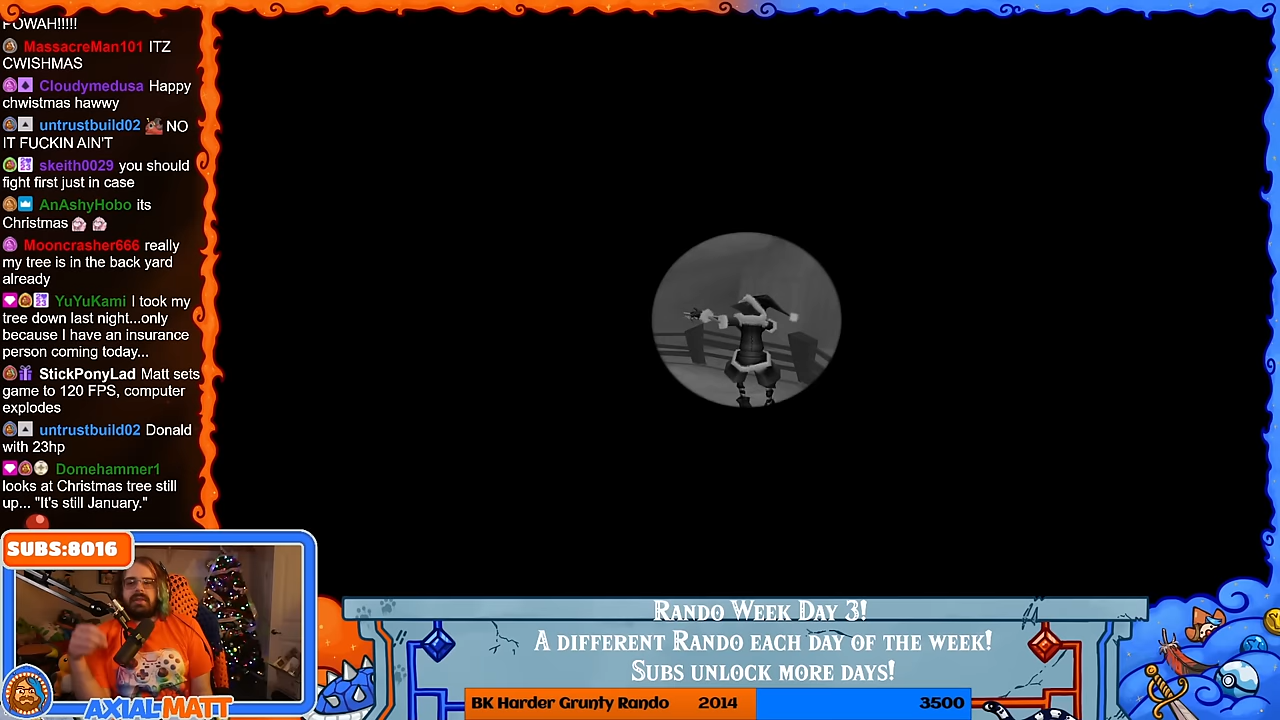 POWAH!!!!!
MassacreMan101 ITZ
CWISHMAS
Cloudymedusa Happy
chwistmas hawwy
untrustbuild02 NO
IT FUCKIN AIN'T
skeith0029 you should
fight first just in case
AnAshyHobo its
Christmas
Mooncrasher666 really
my tree is in the back yard
already
YuYuKami I took my
tree down last night...only
because I have an insurance
person coming today...
StickPonyLad Matt sets
game to 120 FPS, computer
explodes
untrustbuild02 Donald
with 23hp
Domehammer1
looks at Christmas tree still
up... "It's still January."
SUBS:8016
AXIALMATT
Rando Week Day 3!
A different Rando each day of the week!
Subs unlock more days!
BK Harder Grunty Rando 2014 3500